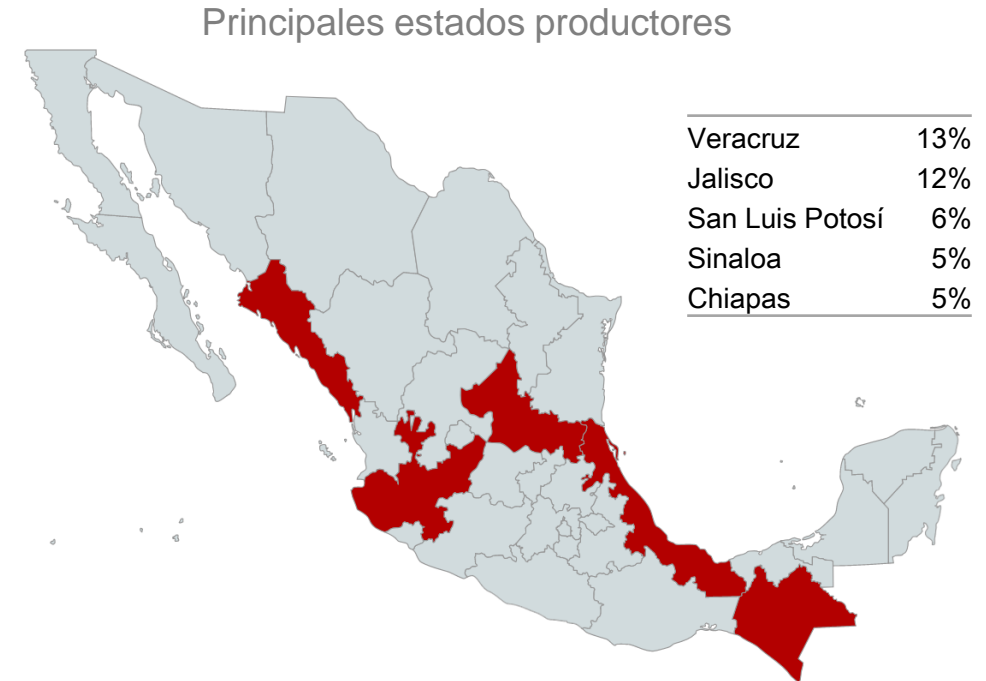 Principales estados productores
Veracruz 13%
Jalisco 12%
San Luis Potosí 6%
Sinaloa 5%
Chiapas 5%